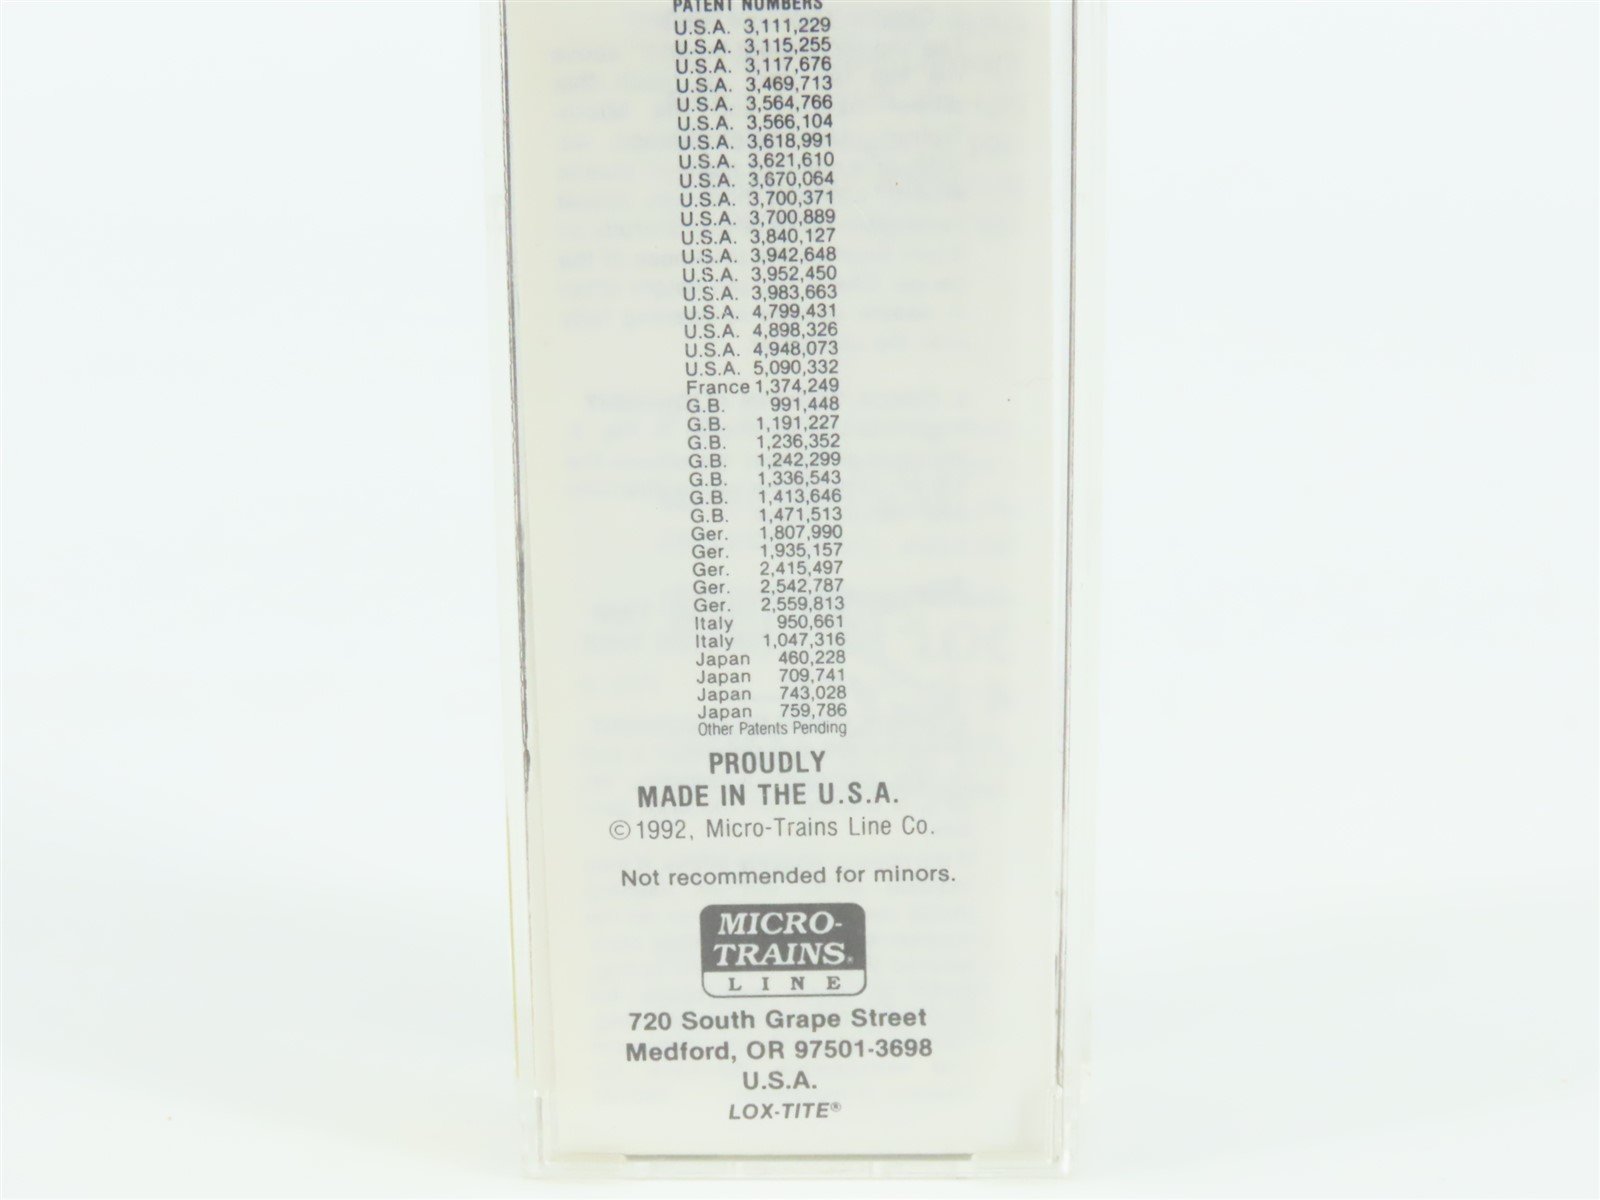 PATENT NUMBERS
U.S.A. 3,111,229
U.S.A. 3,115,255
U.S.A. 3,117,676
U.S.A. 3,469,713
U.S.A. 3,564,766
U.S.A. 3,566,104
U.S.A. 3,618,991
U.S.A. 3,621,610
U.S.A. 3,670,064
U.S.A. 3,700,371
U.S.A. 3,700,889
U.S.A. 3,840,127
U.S.A. 3,942,648
U.S.A. 3,952,450
U.S.A. 3,983,663
U.S.A. 4,799,431
U.S.A. 4,898,326
U.S.A. 4,948,073
U.S.A. 5,090,332
France 1,374,249
G.B. 991,448
G.B. 1,191,227
G.B. 1,236,352
G.B. 1,242,299
G.B. 1,336,543
G.B. 1,413,646
G.B. 1,471,513
Ger. 1,807,990
Ger. 1,935,157
Ger. 2,415,497
Ger. 2,542,787
Ger. 2,559,813
Italy 950,661
Italy 1,047,316
Japan 460,228
Japan 709,741
Japan 743,028
Japan 759,786
Other Patents Pending
PROUDLY
MADE IN THE U.S.A.
©1992, Micro-Trains Line Co.
Not recommended for minors.
MICRO-
TRAINS®
LINE
720 South Grape Street
Medford, OR 97501-3698
U.S.A.
LOX-TITE®